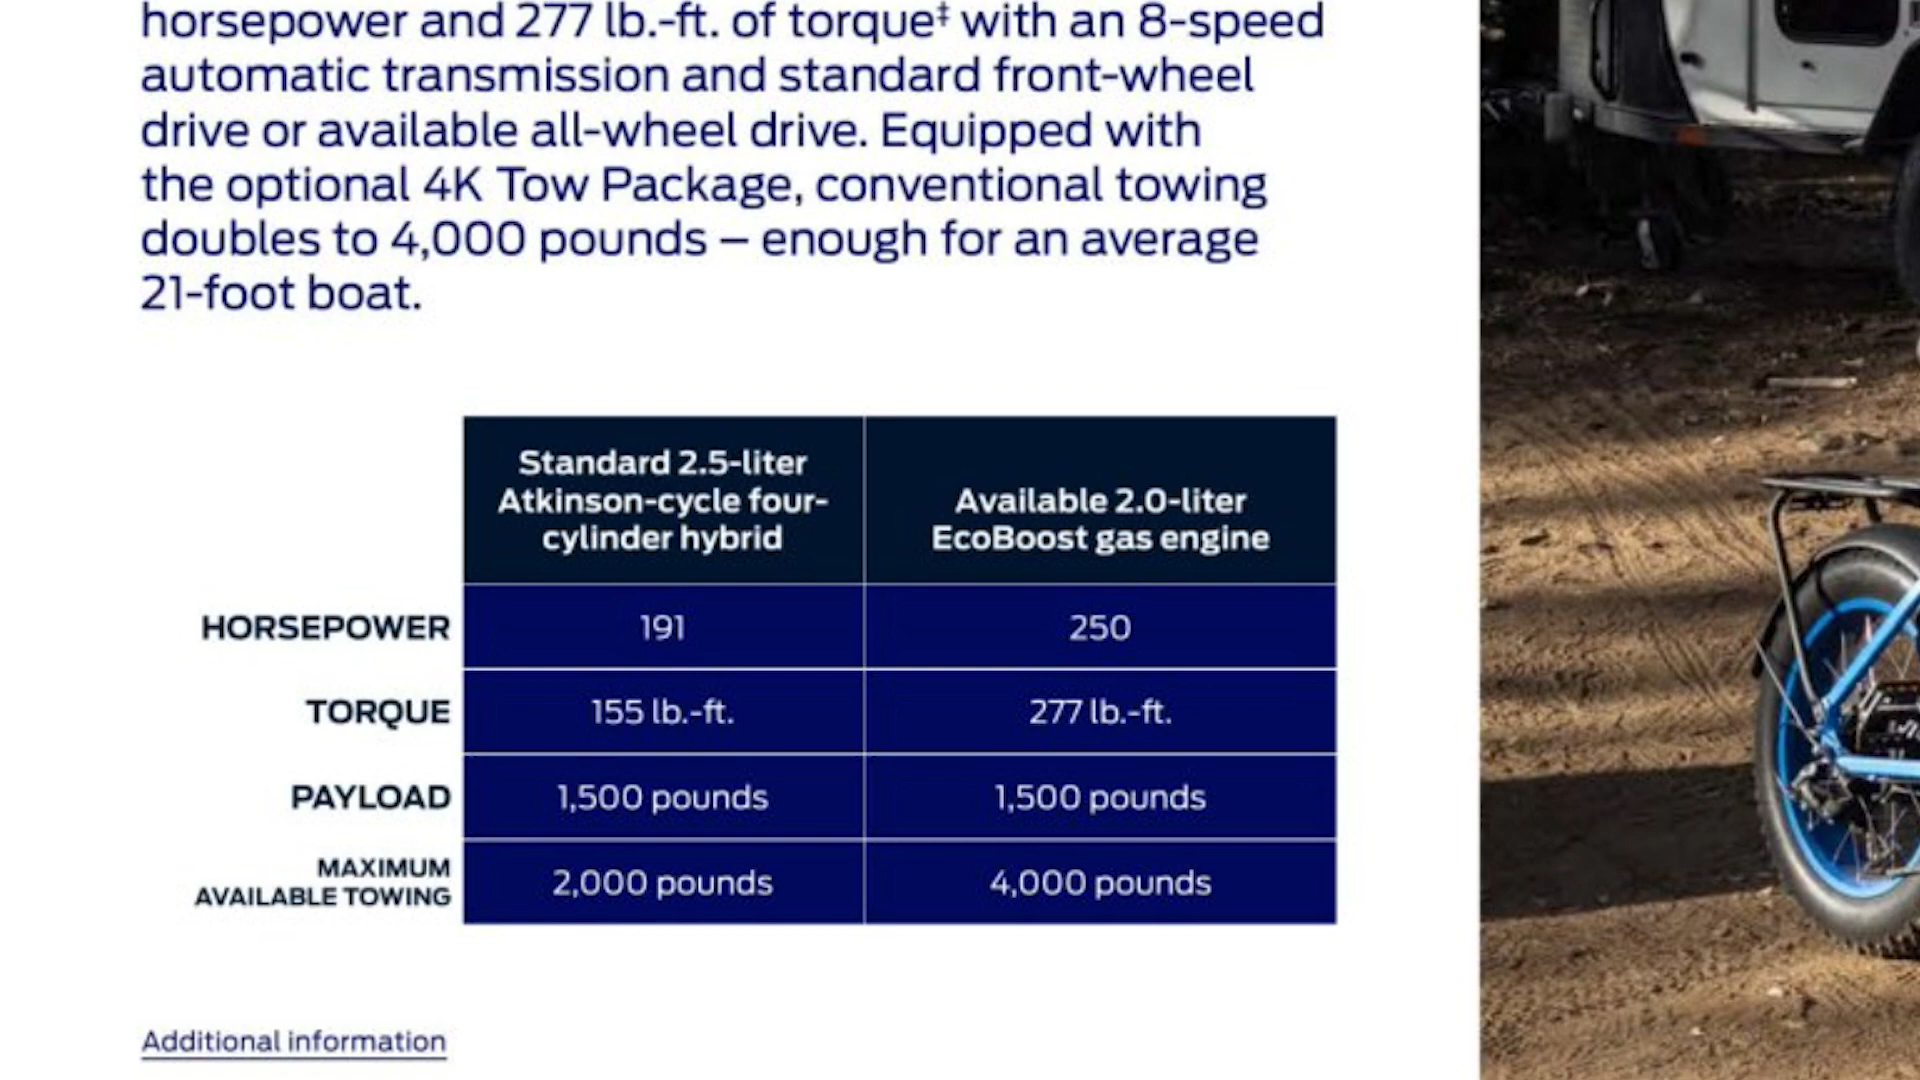 horsepower and 277 lb.-ft. of torque‡ with an 8-speed
automatic transmission and standard front-wheel
drive or available all-wheel drive. Equipped with
the optional 4K Tow Package, conventional towing
doubles to 4,000 pounds – enough for an average
21-foot boat.
Standard 2.5-liter
Atkinson-cycle four-
cylinder hybrid
Available 2.0-liter
EcoBoost gas engine
HORSEPOWER 191 250
TORQUE 155 lb.-ft. 277 lb.-ft.
PAYLOAD 1,500 pounds 1,500 pounds
MAXIMUM
AVAILABLE TOWING 2,000 pounds 4,000 pounds
Additional information